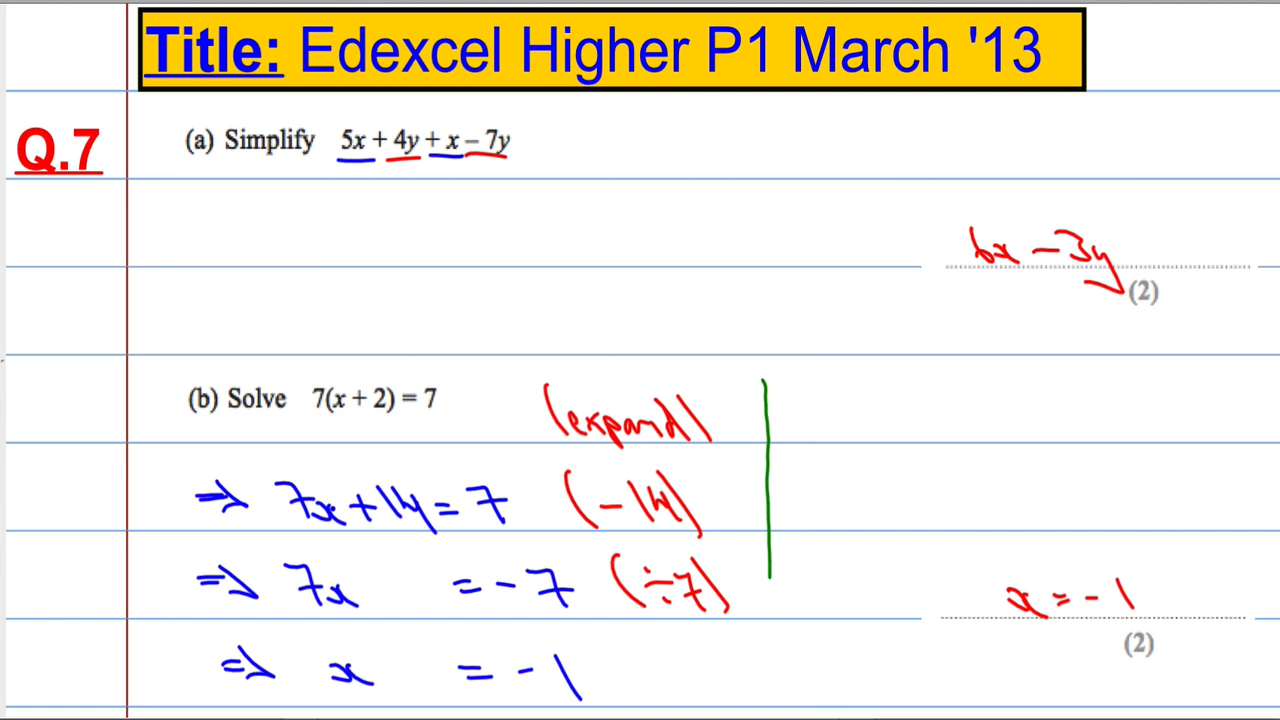 Title: Edexcel Higher P1 March '13
Q.7
(a) Simplify 5x + 4y + x – 7y
6x – 3y
(2)
(b) Solve 7(x + 2) = 7
(expand)
⇒ 7x + 14 = 7 (–14)
⇒ 7x = – 7 (÷7)
x = – 1
(2)
⇒ x = – 1